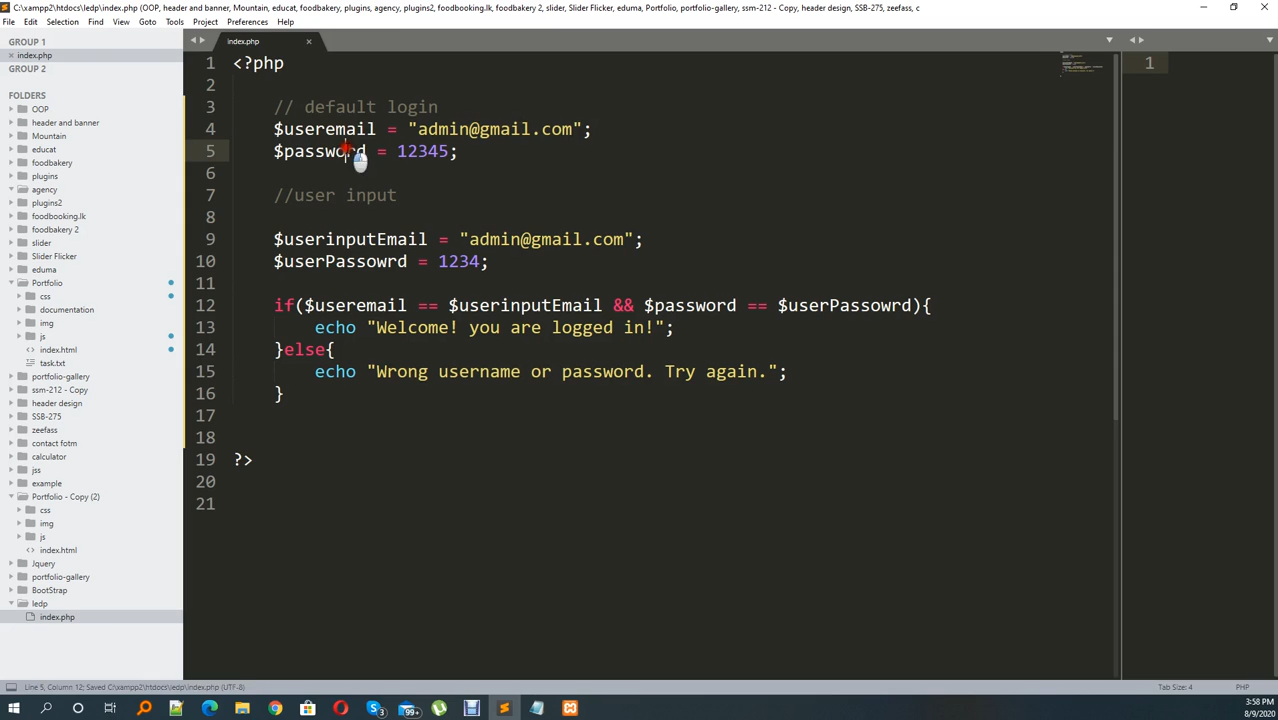 C:\xampp2\htdocs\ledp\index.php (OOP, header and banner, Mountain, educat, foodbakery, plugins, agency, plugins2, foodbooking.lk, foodbakery 2, slider, Slider Flicker, eduma, Portfolio, portfolio-gallery, ssm-212 - Copy, header design, SSB-275, zeefass, c
File Edit Selection Find View Goto Tools Project Preferences Help
GROUP 1
× index.php
GROUP 2
FOLDERS
OOP
header and banner
Mountain
educat
foodbakery
plugins
agency
plugins2
foodbooking.lk
foodbakery 2
slider
Slider Flicker
eduma
Portfolio
css
documentation
img
js
index.html
task.txt
portfolio-gallery
ssm-212 - Copy
header design
SSB-275
zeefass
contact fotm
calculator
jss
example
Portfolio - Copy (2)
css
img
js
index.html
Jquery
portfolio-gallery
BootStrap
ledp
index.php
index.php ×
1 <?php
2
3 // default login
4 $useremail = "admin@gmail.com";
5 $password = 12345;
6
7 //user input
8
9 $userinputEmail = "admin@gmail.com";
10 $userPassowrd = 1234;
11
12 if($useremail == $userinputEmail && $password == $userPassowrd){
13 echo "Welcome! you are logged in!";
14 }else{
15 echo "Wrong username or password. Try again.";
16 }
17
18
19 ?>
20
21
1
Line 5, Column 12; Saved C:\xampp2\htdocs\ledp\index.php (UTF-8)
Tab Size: 4 PHP
3
99+
3:58 PM
8/9/2020